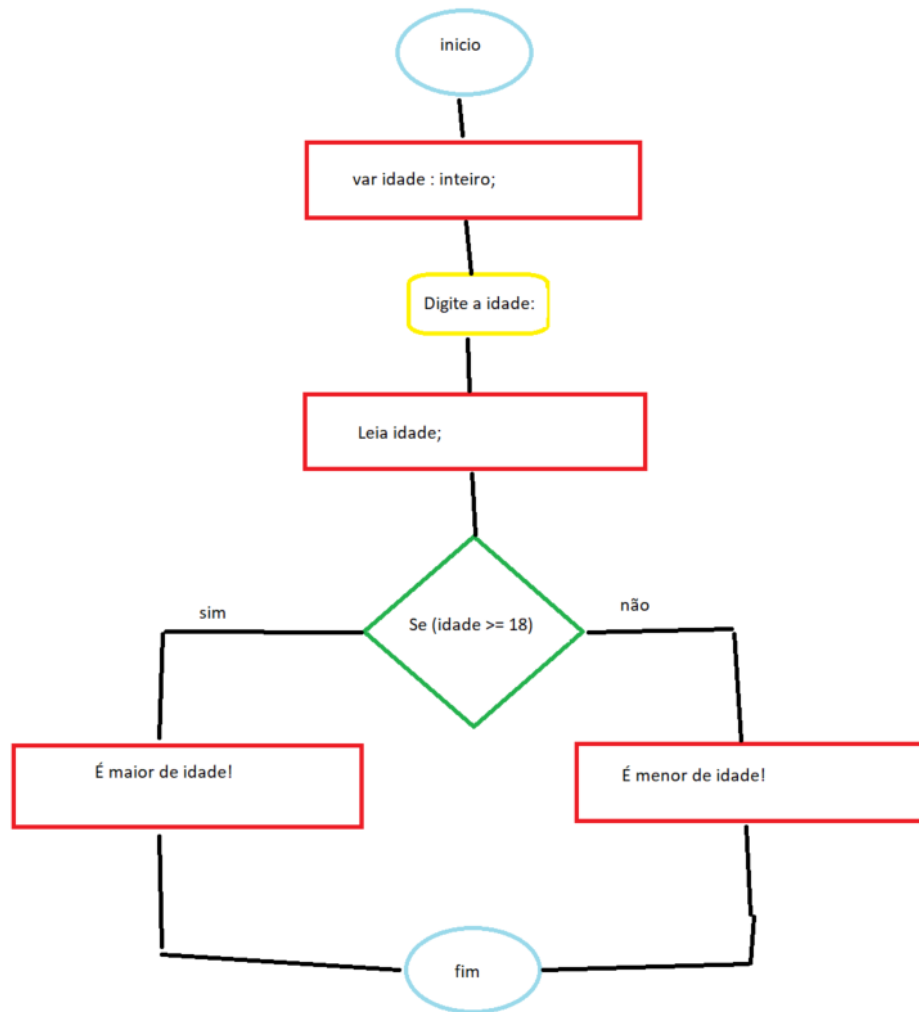 inicio
var idade : inteiro;
Digite a idade:
Leia idade;
Se (idade >= 18)
sim
não
É maior de idade!
É menor de idade!
fim